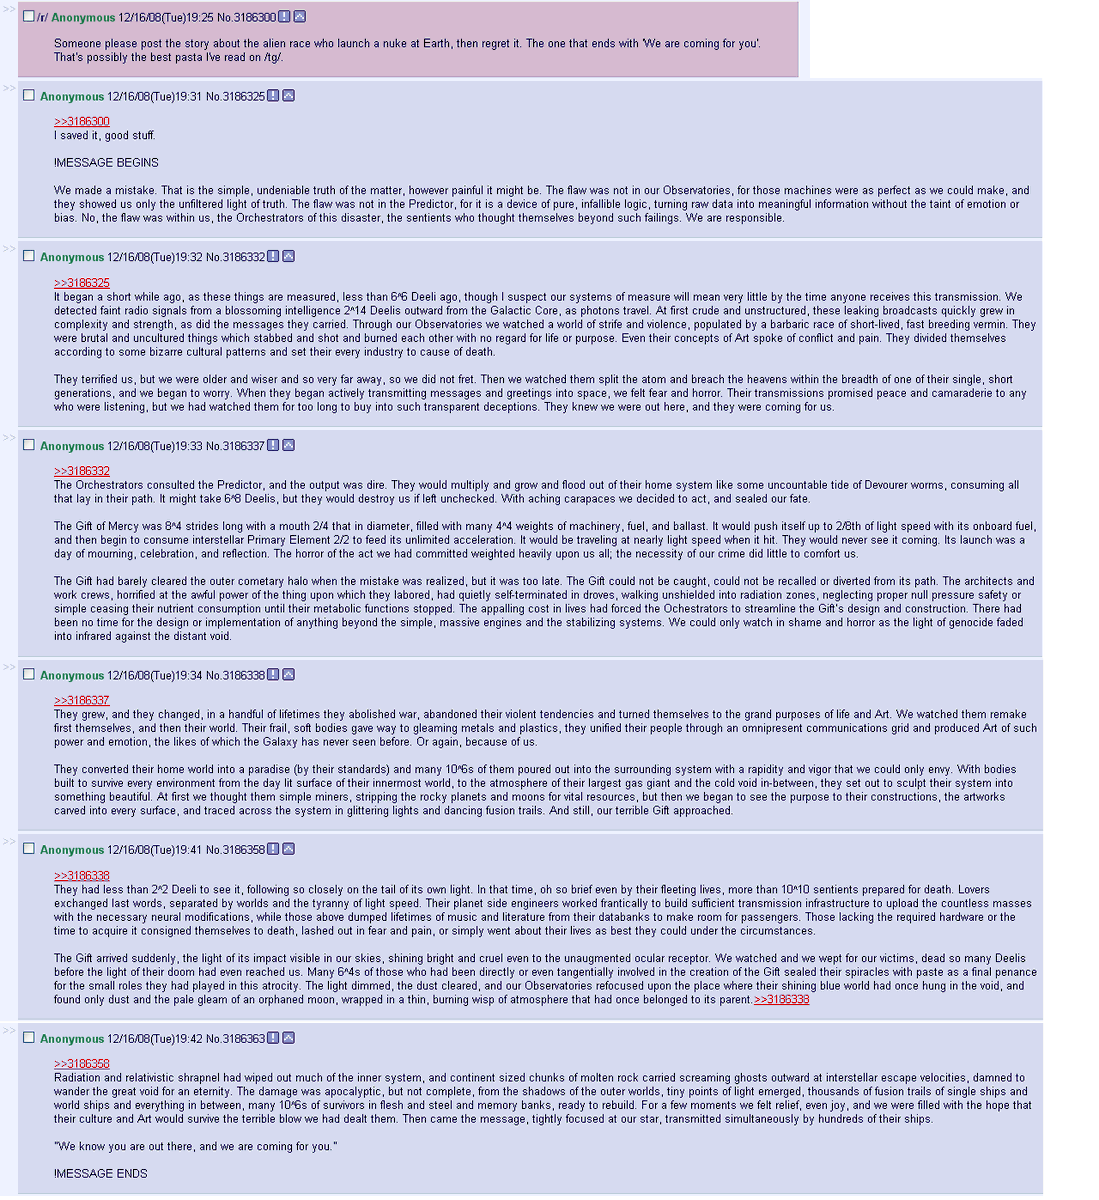 >>
/r/ Anonymous 12/16/08(Tue)19:25 No.3186300
Someone please post the story about the alien race who launch a nuke at Earth, then regret it. The one that ends with 'We are coming for you'.
That's possibly the best pasta I've read on /tg/.
>>
Anonymous 12/16/08(Tue)19:31 No.3186325
>>3186300
I saved it, good stuff.
!MESSAGE BEGINS
We made a mistake. That is the simple, undeniable truth of the matter, however painful it might be. The flaw was not in our Observatories, for those machines were as perfect as we could make, and
they showed us only the unfiltered light of truth. The flaw was not in the Predictor, for it is a device of pure, infallible logic, turning raw data into meaningful information without the taint of emotion or
bias. No, the flaw was within us, the Orchestrators of this disaster, the sentients who thought themselves beyond such failings. We are responsible.
>>
Anonymous 12/16/08(Tue)19:32 No.3186332
>>3186325
It began a short while ago, as these things are measured, less than 6^6 Deeli ago, though I suspect our systems of measure will mean very little by the time anyone receives this transmission. We
detected faint radio signals from a blossoming intelligence 2^14 Deelis outward from the Galactic Core, as photons travel. At first crude and unstructured, these leaking broadcasts quickly grew in
complexity and strength, as did the messages they carried. Through our Observatories we watched a world of strife and violence, populated by a barbaric race of short-lived, fast breeding vermin. They
were brutal and uncultured things which stabbed and shot and burned each other with no regard for life or purpose. Even their concepts of Art spoke of conflict and pain. They divided themselves
according to some bizarre cultural patterns and set their every industry to cause of death.
They terrified us, but we were older and wiser and so very far away, so we did not fret. Then we watched them split the atom and breach the heavens within the breadth of one of their single, short
generations, and we began to worry. When they began actively transmitting messages and greetings into space, we felt fear and horror. Their transmissions promised peace and camaraderie to any
who were listening, but we had watched them for too long to buy into such transparent deceptions. They knew we were out here, and they were coming for us.
>>
Anonymous 12/16/08(Tue)19:33 No.3186337
>>3186332
The Orchestrators consulted the Predictor, and the output was dire. They would multiply and grow and flood out of their home system like some uncountable tide of Devourer worms, consuming all
that lay in their path. It might take 6^8 Deelis, but they would destroy us if left unchecked. With aching carapaces we decided to act, and sealed our fate.
The Gift of Mercy was 8^4 strides long with a mouth 2/4 that in diameter, filled with many 4^4 weights of machinery, fuel, and ballast. It would push itself up to 2/8th of light speed with its onboard fuel,
and then begin to consume interstellar Primary Element 2/2 to feed its unlimited acceleration. It would be traveling at nearly light speed when it hit. They would never see it coming. Its launch was a
day of mourning, celebration, and reflection. The horror of the act we had committed weighted heavily upon us all; the necessity of our crime did little to comfort us.
The Gift had barely cleared the outer cometary halo when the mistake was realized, but it was too late. The Gift could not be caught, could not be recalled or diverted from its path. The architects and
work crews, horrified at the awful power of the thing upon which they labored, had quietly self-terminated in droves, walking unshielded into radiation zones, neglecting proper null pressure safety or
simple ceasing their nutrient consumption until their metabolic functions stopped. The appalling cost in lives had forced the Ochestrators to streamline the Gift's design and construction. There had
been no time for the design or implementation of anything beyond the simple, massive engines and the stabilizing systems. We could only watch in shame and horror as the light of genocide faded
into infrared against the distant void.
>>
Anonymous 12/16/08(Tue)19:34 No.3186338
>>3186337
They grew, and they changed, in a handful of lifetimes they abolished war, abandoned their violent tendencies and turned themselves to the grand purposes of life and Art. We watched them remake
first themselves, and then their world. Their frail, soft bodies gave way to gleaming metals and plastics, they unified their people through an omnipresent communications grid and produced Art of such
power and emotion, the likes of which the Galaxy has never seen before. Or again, because of us.
They converted their home world into a paradise (by their standards) and many 10^6s of them poured out into the surrounding system with a rapidity and vigor that we could only envy. With bodies
built to survive every environment from the day lit surface of their innermost world, to the atmosphere of their largest gas giant and the cold void in-between, they set out to sculpt their system into
something beautiful. At first we thought them simple miners, stripping the rocky planets and moons for vital resources, but then we began to see the purpose to their constructions, the artworks
carved into every surface, and traced across the system in glittering lights and dancing fusion trails. And still, our terrible Gift approached.
>>
Anonymous 12/16/08(Tue)19:41 No.3186358
>>3186338
They had less than 2^2 Deeli to see it, following so closely on the tail of its own light. In that time, oh so brief even by their fleeting lives, more than 10^10 sentients prepared for death. Lovers
exchanged last words, separated by worlds and the tyranny of light speed. Their planet side engineers worked frantically to build sufficient transmission infrastructure to upload the countless masses
with the necessary neural modifications, while those above dumped lifetimes of music and literature from their databanks to make room for passengers. Those lacking the required hardware or the
time to acquire it consigned themselves to death, lashed out in fear and pain, or simply went about their lives as best they could under the circumstances.
The Gift arrived suddenly, the light of its impact visible in our skies, shining bright and cruel even to the unaugmented ocular receptor. We watched and we wept for our victims, dead so many Deelis
before the light of their doom had even reached us. Many 6^4s of those who had been directly or even tangentially involved in the creation of the Gift sealed their spiracles with paste as a final penance
for the small roles they had played in this atrocity. The light dimmed, the dust cleared, and our Observatories refocused upon the place where their shining blue world had once hung in the void, and
found only dust and the pale gleam of an orphaned moon, wrapped in a thin, burning wisp of atmosphere that had once belonged to its parent.>>3186338
>>
Anonymous 12/16/08(Tue)19:42 No.3186363
>>3186358
Radiation and relativistic shrapnel had wiped out much of the inner system, and continent sized chunks of molten rock carried screaming ghosts outward at interstellar escape velocities, damned to
wander the great void for an eternity. The damage was apocalyptic, but not complete, from the shadows of the outer worlds, tiny points of light emerged, thousands of fusion trails of single ships and
world ships and everything in between, many 10^6s of survivors in flesh and steel and memory banks, ready to rebuild. For a few moments we felt relief, even joy, and we were filled with the hope that
their culture and Art would survive the terrible blow we had dealt them. Then came the message, tightly focused at our star, transmitted simultaneously by hundreds of their ships.
"We know you are out there, and we are coming for you."
!MESSAGE ENDS